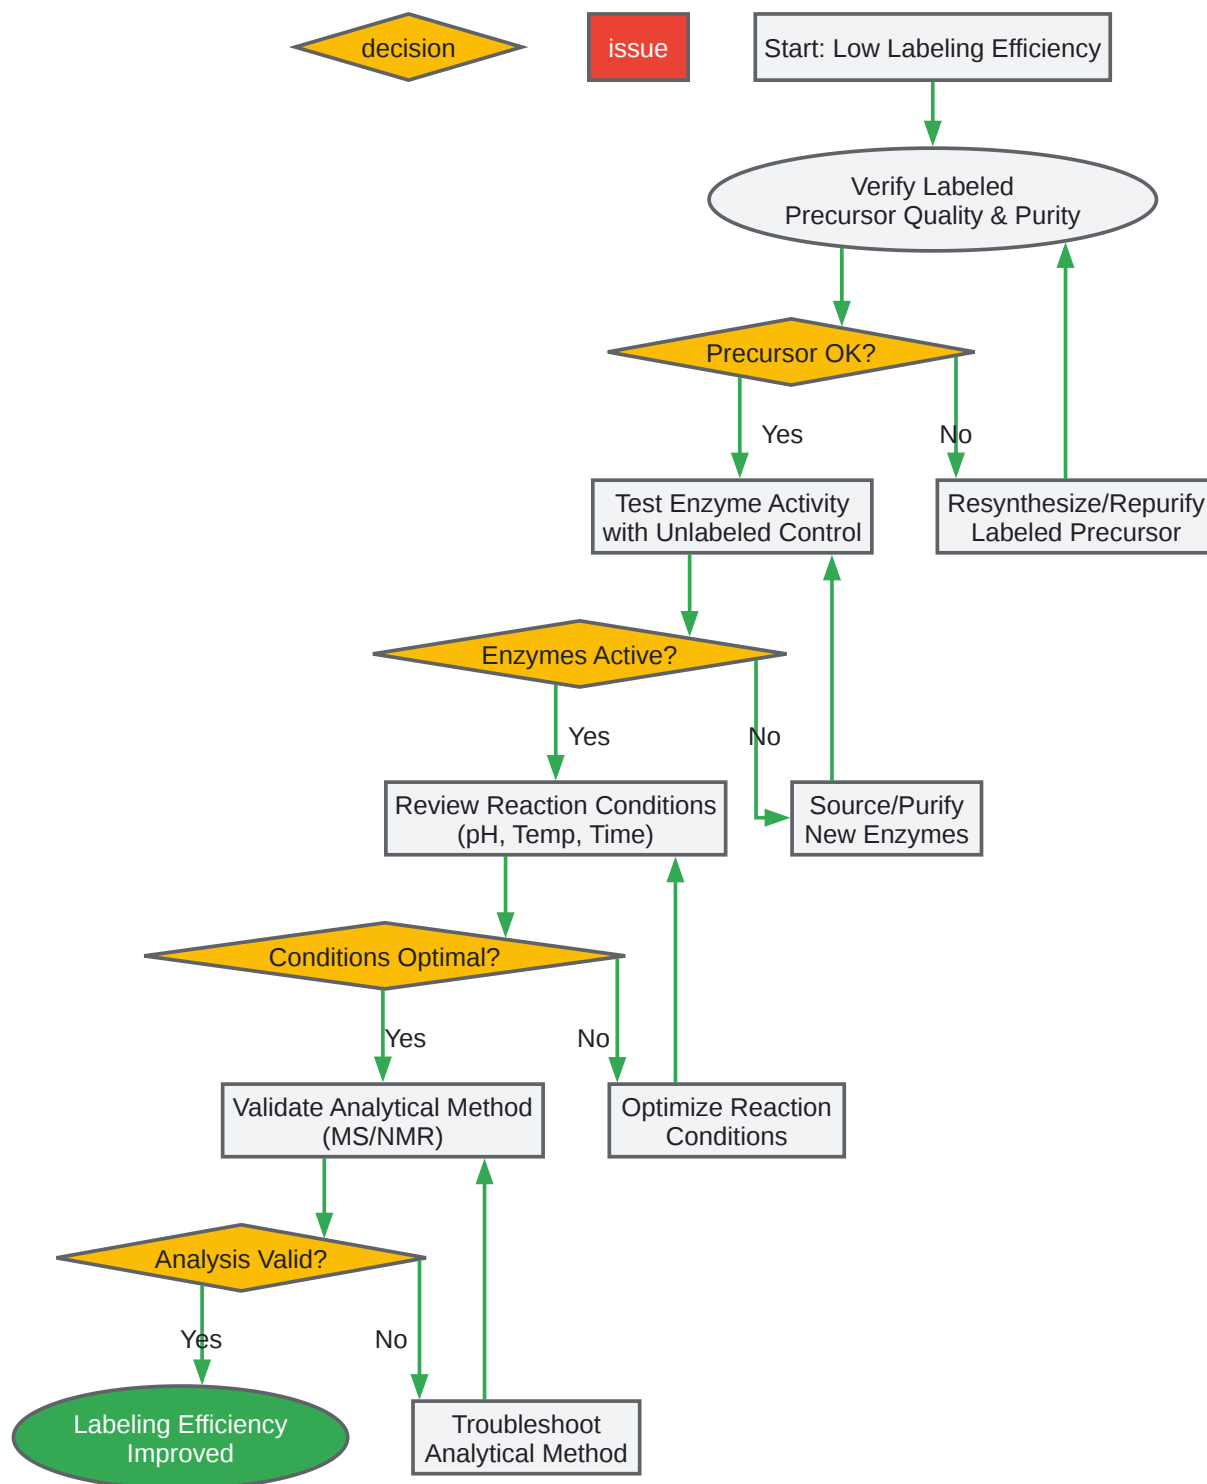 decision
issue
Start: Low Labeling Efficiency
Verify Labeled
Precursor Quality & Purity
Precursor OK?
Yes
No
Test Enzyme Activity
with Unlabeled Control
Resynthesize/Repurify
Labeled Precursor
Enzymes Active?
Yes
No
Review Reaction Conditions
(pH, Temp, Time)
Source/Purify
New Enzymes
Conditions Optimal?
Yes
No
Validate Analytical Method
(MS/NMR)
Optimize Reaction
Conditions
Analysis Valid?
Yes
No
Labeling Efficiency
Improved
Troubleshoot
Analytical Method